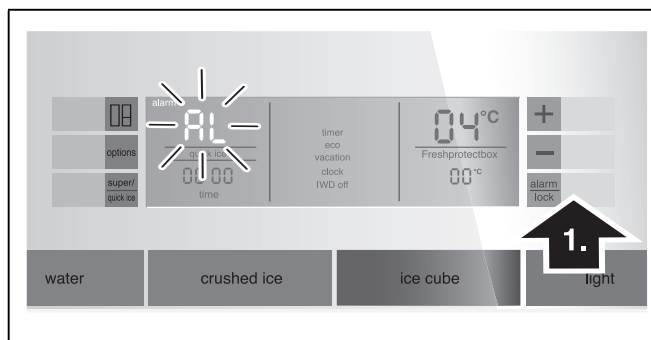 alarm
AL
04°C
+
options
timer
eco
vacation
clock
IWD off
quick ice
Freshprotectbox
−
super/
quick ice
00:00
time
00°C
alarm
lock
1.
water
crushed ice
ice cube
light